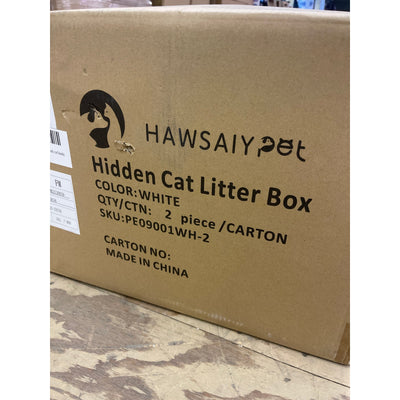 HAWSAIY pet
Hidden Cat Litter Box
COLOR:WHITE
QTY/CTN: 2 piece/CARTON
SKU:PE09001WH-2
CARTON NO:
MADE IN CHINA